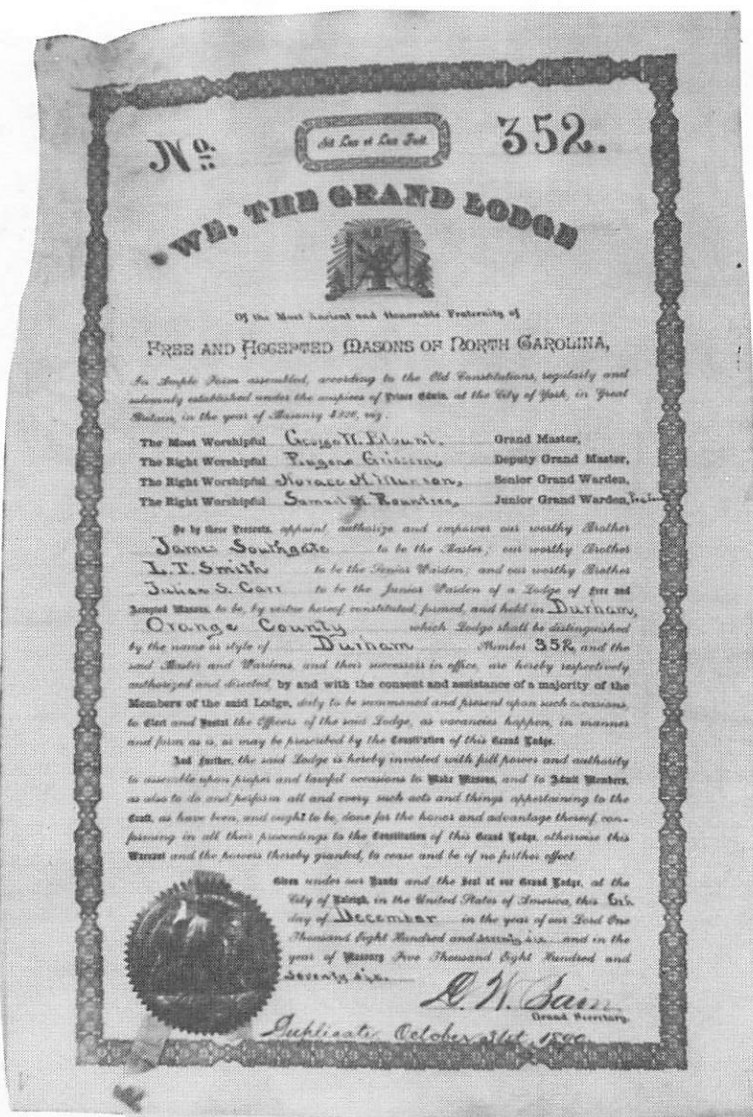 No.
Sit Lux et Lux Fuit
352.
WE, THE GRAND LODGE
Of the Most Ancient and Honorable Fraternity of
FREE AND ACCEPTED MASONS OF NORTH CAROLINA,
In Ample Form assembled, according to the Old Constitutions, regularly and
solemnly established under the auspices of Prince Edwin, at the City of York, in Great
Britain, in the year of Masonry 4926, viz:
The Most Worshipful George W. Blount, Grand Master,
The Right Worshipful Eugene Grissom, Deputy Grand Master,
The Right Worshipful Horace H. Munson, Senior Grand Warden,
The Right Worshipful Samuel H. Rountree, Junior Grand Warden,
Do by these Presents, appoint, authorize and empower our worthy Brother
James Southgate to be the Master; our worthy Brother
L. T. Smith to be the Senior Warden; and our worthy Brother
Julian S. Carr to be the Junior Warden of a Lodge of Free and
Accepted Masons, to be, by virtue hereof, constituted, formed, and held in Durham,
Orange County which Lodge shall be distinguished
by the name or style of Durham Number 352 and the
said Master and Wardens, and their successors in office, are hereby respectively
authorized and directed, by and with the consent and assistance of a majority of the
Members of the said Lodge, duly to be summoned and present upon such occasions,
to Elect and Install the Officers of the said Lodge, as vacancies happen, in manner
and form as is, or may be prescribed by the Constitution of this Grand Lodge.
And further, the said Lodge is hereby invested with full power and authority
to assemble upon proper and lawful occasions to Make Masons, and to Admit Members,
as also to do and perform all and every such acts and things appertaining to the
Craft, as have been, and ought to be, done for the honor and advantage thereof, con-
forming in all their proceedings to the Constitution of this Grand Lodge, otherwise this
Warrant and the powers thereby granted, to cease and be of no further effect.
Given under our Hands and the Seal of our Grand Lodge, at the
City of Raleigh, in the United States of America, this 6th
day of December in the year of our Lord One
Thousand Eight Hundred and seventy six and in the
year of Masonry Five Thousand Eight Hundred and
seventy six.
D. W. Bain
Grand Secretary.
Duplicate October 31st,